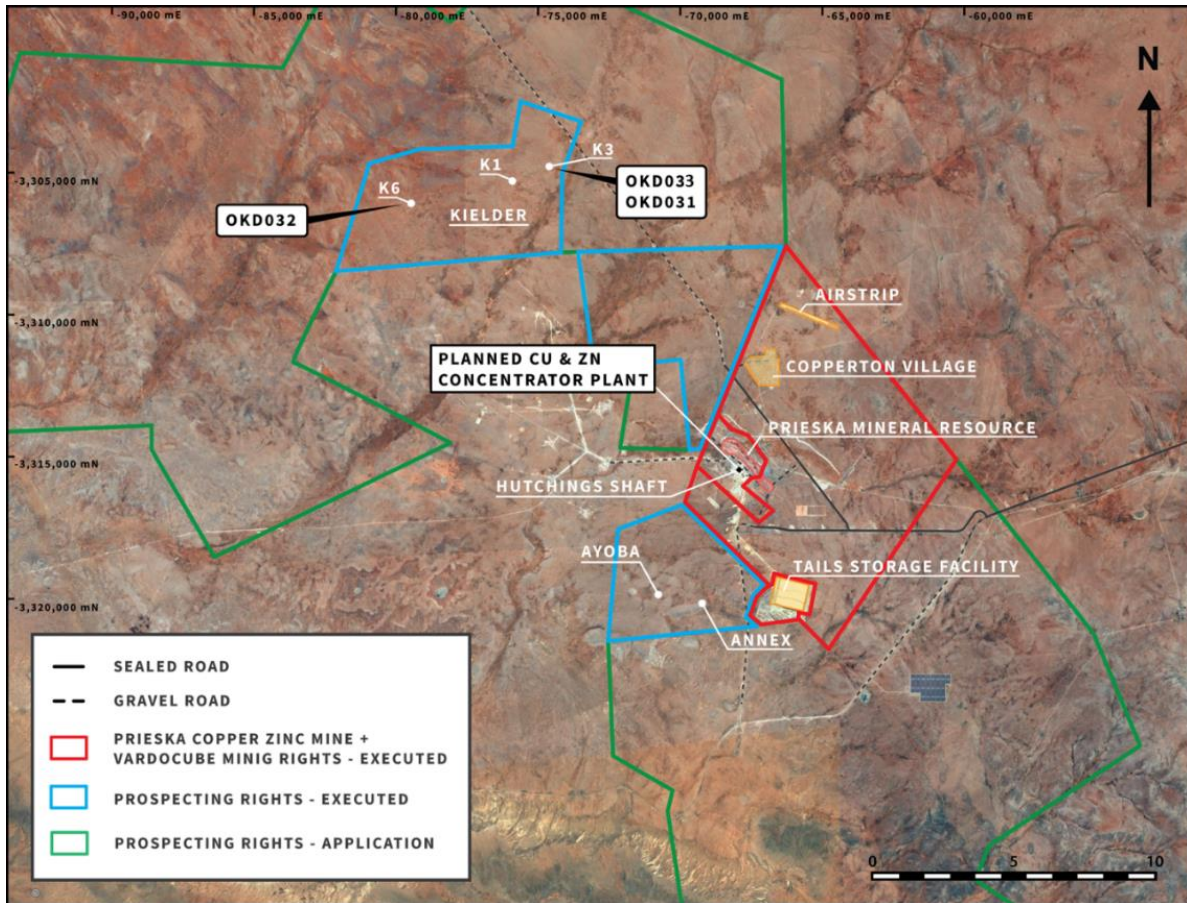 -90,000 mE
-85,000 mE
-80,000 mE
-75,000 mE
-70,000 mE
-65,000 mE
-60,000 mE
N
K3
K1
-3,305,000 mN
OKD033
OKD031
K6
OKD032
KIELDER
AIRSTRIP
-3,310,000 mN
PLANNED CU & ZN
CONCENTRATOR PLANT
COPPERTON VILLAGE
PRIESKA MINERAL RESOURCE
-3,315,000 mN
HUTCHINGS SHAFT
AYOBA
TAILS STORAGE FACILITY
-3,320,000 mN
ANNEX
SEALED ROAD
GRAVEL ROAD
PRIESKA COPPER ZINC MINE +
VARDOCUBE MINIG RIGHTS - EXECUTED
PROSPECTING RIGHTS - EXECUTED
PROSPECTING RIGHTS - APPLICATION
0
5
10